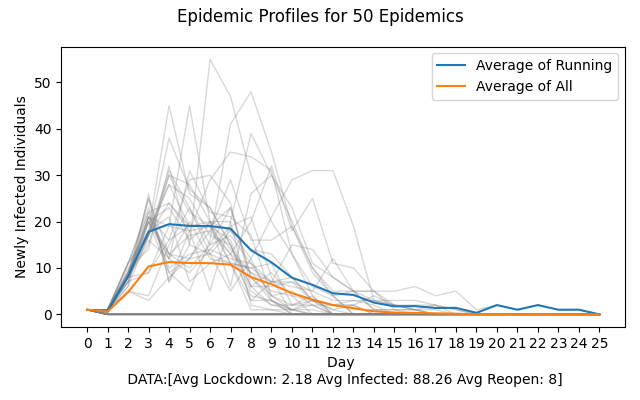 Epidemic Profiles for 50 Epidemics
Average of Running
Average of All
Newly Infected Individuals
50
40
30
20
10
0
0 1 2 3 4 5 6 7 8 9 10 11 12 13 14 15 16 17 18 19 20 21 22 23 24 25
Day
DATA:[Avg Lockdown: 2.18 Avg Infected: 88.26 Avg Reopen: 8]